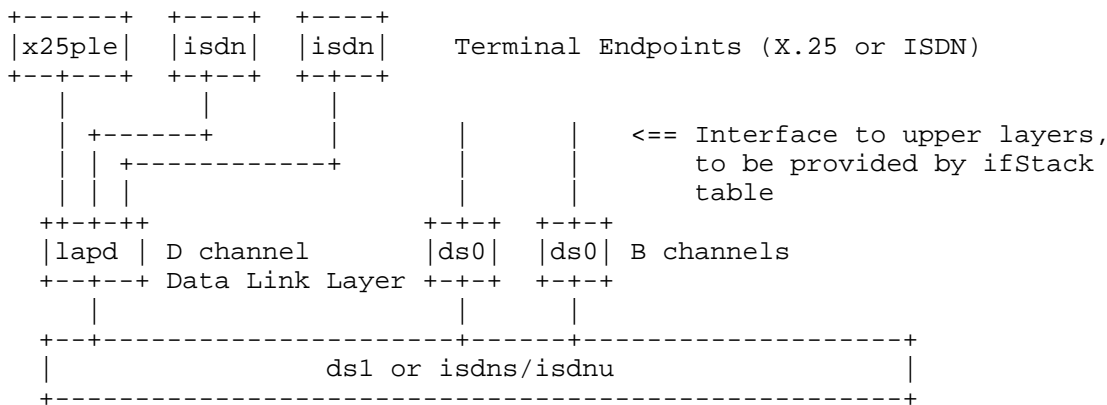 x25ple isdn isdn Terminal Endpoints (X.25 or ISDN)
<== Interface to upper layers,
to be provided by ifStack
table
lapd D channel ds0 ds0 B channels
Data Link Layer
ds1 or isdns/isdnu